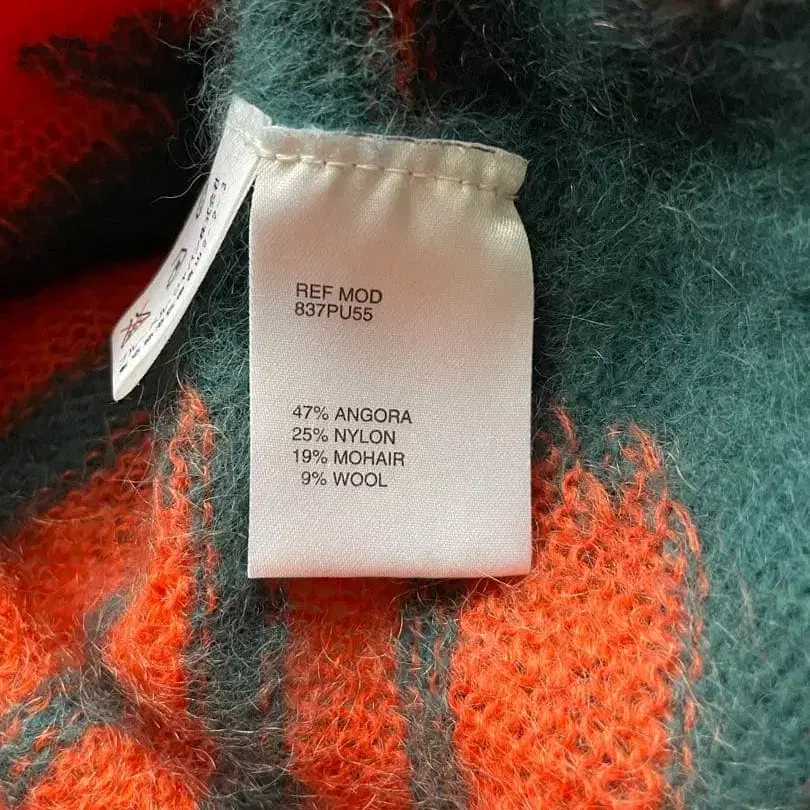 REF MOD
837PU55
47% ANGORA
25% NYLON
19% MOHAIR
9% WOOL